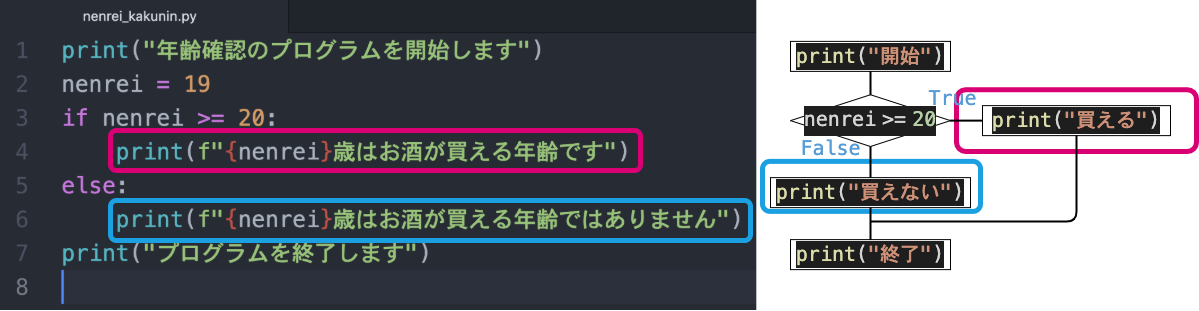 nenrei_kakunin.py
1 print("年齢確認のプログラムを開始します")
2 nenrei = 19
3 if nenrei >= 20:
4 print(f"{nenrei}歳はお酒が買える年齢です")
5 else:
6 print(f"{nenrei}歳はお酒が買える年齢ではありません")
7 print("プログラムを終了します")
8
print("開始")
True
nenrei >= 20
print("買える")
False
print("買えない")
print("終了")